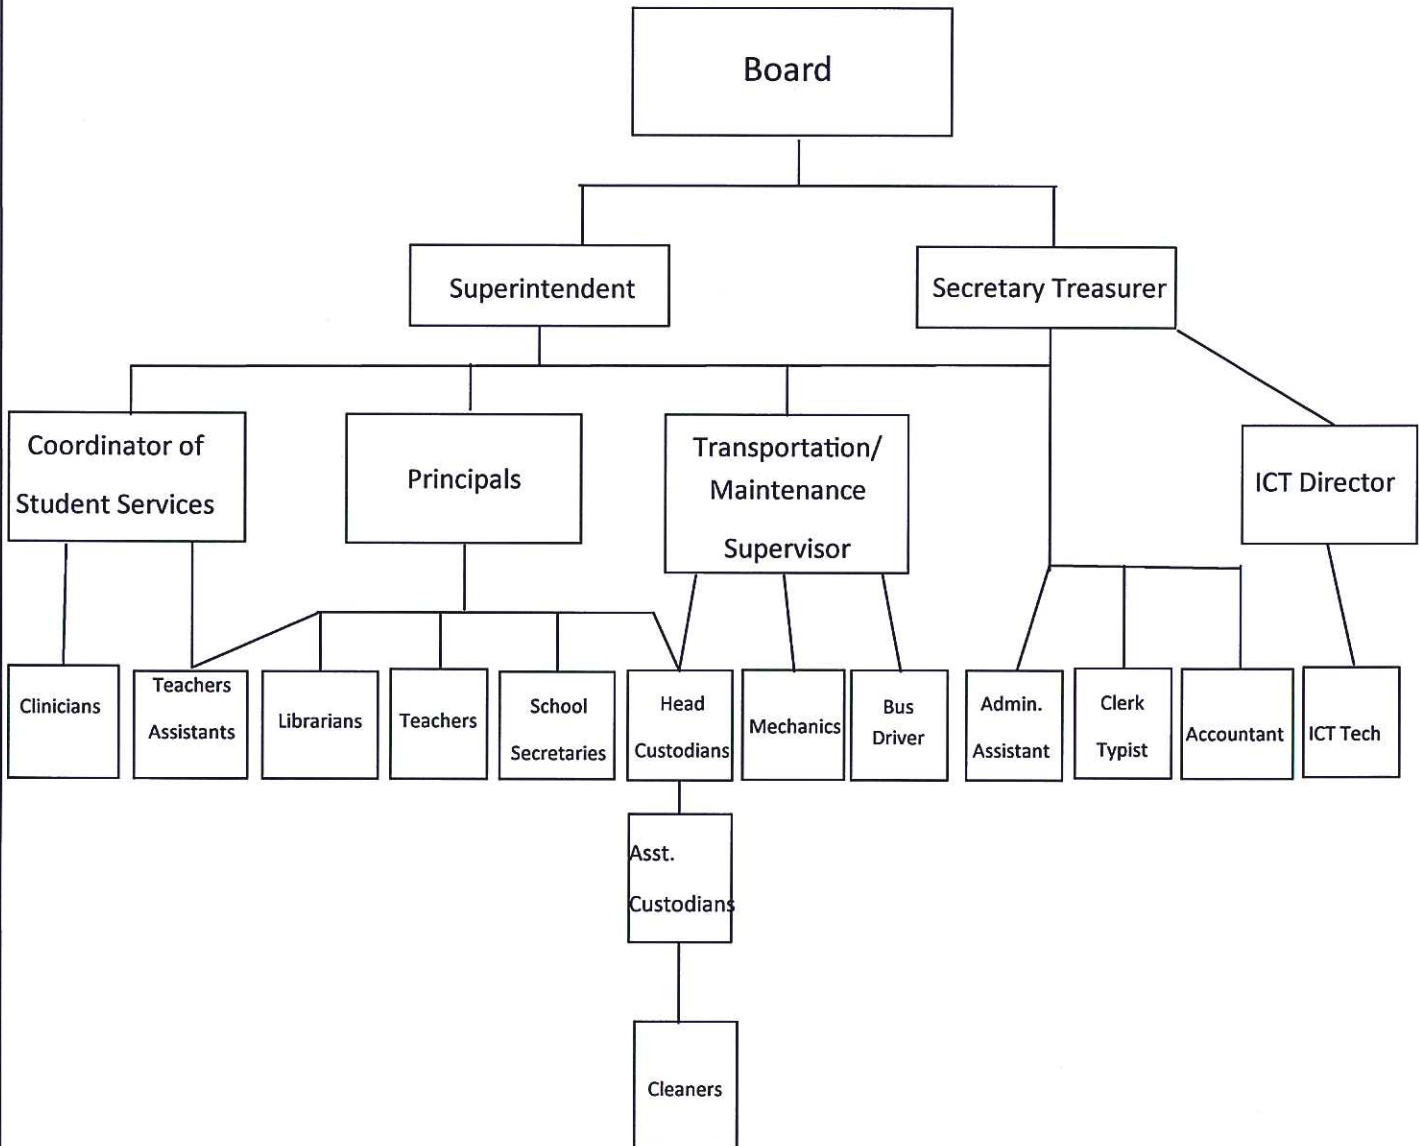 Board
Superintendent
Secretary Treasurer
Coordinator of
Student Services
Principals
Transportation/
Maintenance
Supervisor
ICT Director
Clinicians
Teachers
Assistants
Librarians
Teachers
School
Secretaries
Head
Custodians
Mechanics
Bus
Driver
Admin.
Assistant
Clerk
Typist
Accountant
ICT Tech
Asst.
Custodians
Cleaners